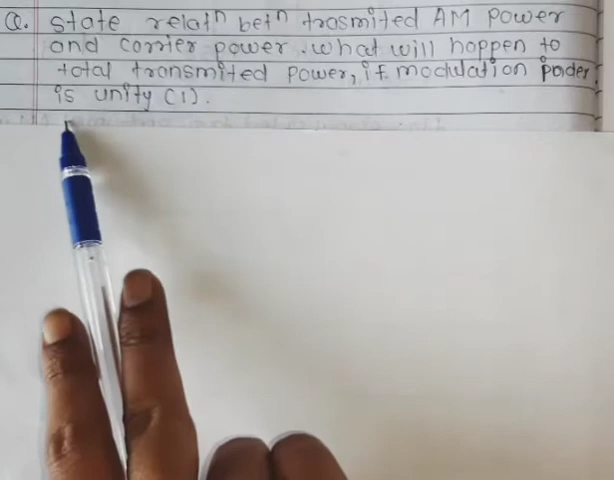 Q. state relatⁿ betⁿ trasmited AM power
and carrier power. what will happen to
total transmited power, if modulation
is unity (1).